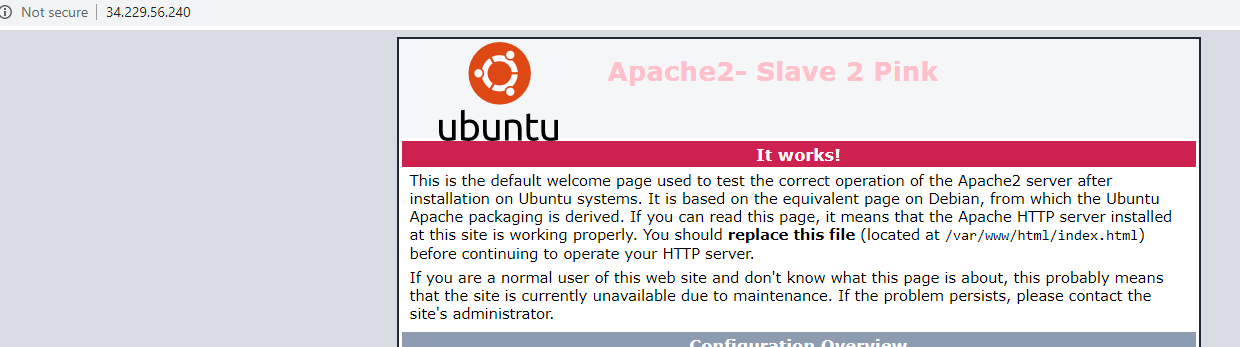 Not secure 34.229.56.240
Apache2- Slave 2 Pink
ubuntu
It works!
This is the default welcome page used to test the correct operation of the Apache2 server after
installation on Ubuntu systems. It is based on the equivalent page on Debian, from which the Ubuntu
Apache packaging is derived. If you can read this page, it means that the Apache HTTP server installed
at this site is working properly. You should replace this file (located at /var/www/html/index.html)
before continuing to operate your HTTP server.
If you are a normal user of this web site and don't know what this page is about, this probably means
that the site is currently unavailable due to maintenance. If the problem persists, please contact the
site's administrator.
Configuration Overview